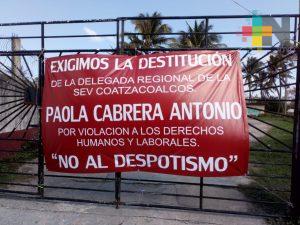 EXIGIMOS LA DESTITUCIÓN
DE LA DELEGADA REGIONAL DE LA
SEV COATZACOALCOS.
PAOLA CABRERA ANTONIO
POR VIOLACION A LOS DERECHOS
HUMANOS Y LABORALES.
"NO AL DESPOTISMO"